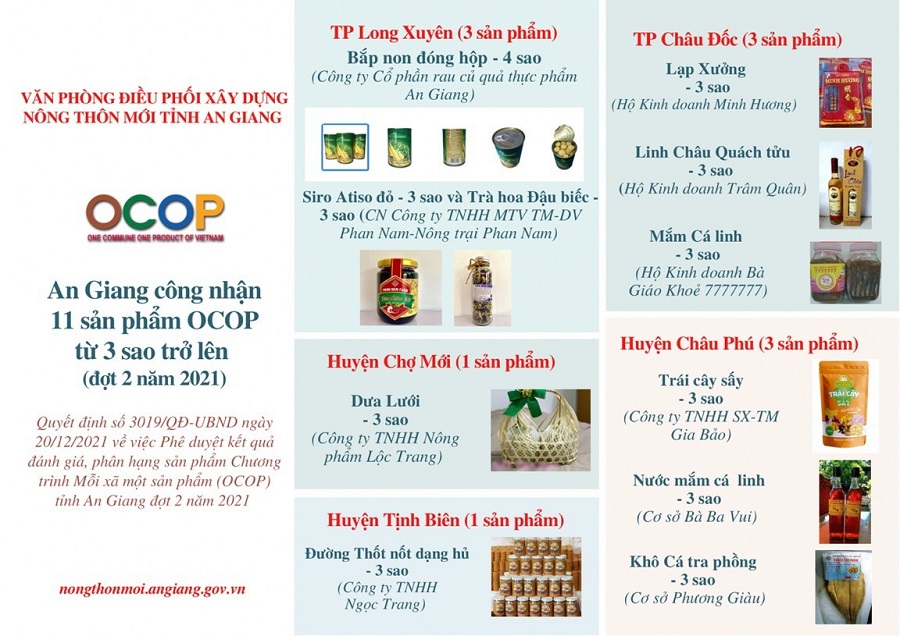 VĂN PHÒNG ĐIỀU PHỐI XÂY DỰNG
NÔNG THÔN MỚI TỈNH AN GIANG
OCOP
ONE COMMUNE ONE PRODUCT OF VIETNAM
An Giang công nhận
11 sản phẩm OCOP
từ 3 sao trở lên
(đợt 2 năm 2021)
Quyết định số 3019/QĐ-UBND ngày
20/12/2021 về việc Phê duyệt kết quả
đánh giá, phân hạng sản phẩm Chương
trình Mỗi xã một sản phẩm (OCOP)
tỉnh An Giang đợt 2 năm 2021
nongthonmoi.angiang.gov.vn
TP Long Xuyên (3 sản phẩm)
Bắp non đóng hộp - 4 sao
(Công ty Cổ phần rau củ quả thực phẩm
An Giang)
Siro Atiso đỏ - 3 sao và Trà hoa Đậu biếc -
3 sao (CN Công ty TNHH MTV TM-DV
Phan Nam-Nông trại Phan Nam)
Huyện Chợ Mới (1 sản phẩm)
Dưa Lưới
- 3 sao
(Công ty TNHH Nông
phẩm Lộc Trang)
Huyện Tịnh Biên (1 sản phẩm)
Đường Thốt nốt dạng hủ
- 3 sao
(Công ty TNHH
Ngọc Trang)
TP Châu Đốc (3 sản phẩm)
Lạp Xưởng
- 3 sao
(Hộ Kinh doanh Minh Hương)
MINH HƯƠNG
Linh Châu Quách tửu
- 3 sao
(Hộ Kinh doanh Trâm Quân)
Mắm Cá linh
- 3 sao
(Hộ Kinh doanh Bà
Giáo Khoẻ 7777777)
Huyện Châu Phú (3 sản phẩm)
Trái cây sấy
- 3 sao
(Công ty TNHH SX-TM
Gia Bảo)
TRÁI CÂY
Nước mắm cá linh
- 3 sao
(Cơ sở Bà Ba Vui)
Khô Cá tra phồng
- 3 sao
(Cơ sở Phương Giàu)